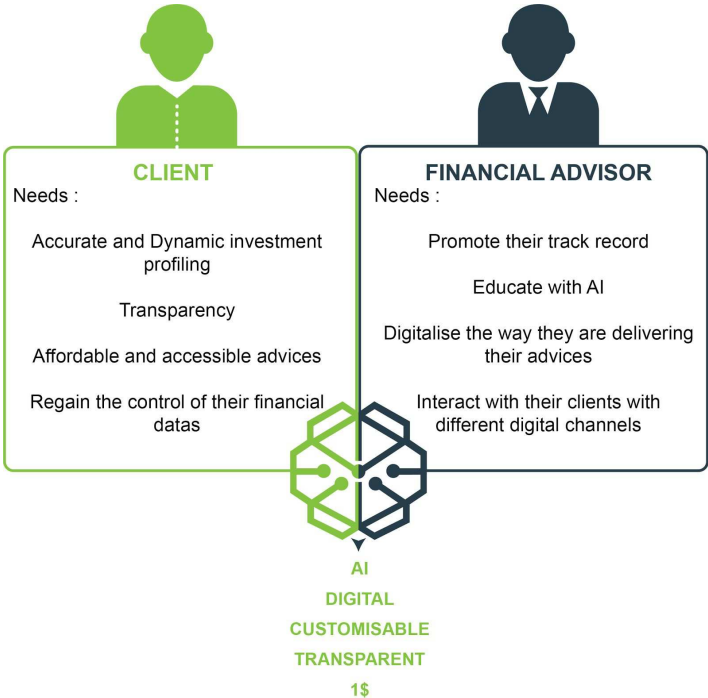 CLIENT
Needs :
Accurate and Dynamic investment
profiling
Transparency
Affordable and accessible advices
Regain the control of their financial
datas
FINANCIAL ADVISOR
Needs :
Promote their track record
Educate with AI
Digitalise the way they are delivering
their advices
Interact with their clients with
different digital channels
AI
DIGITAL
CUSTOMISABLE
TRANSPARENT
1$